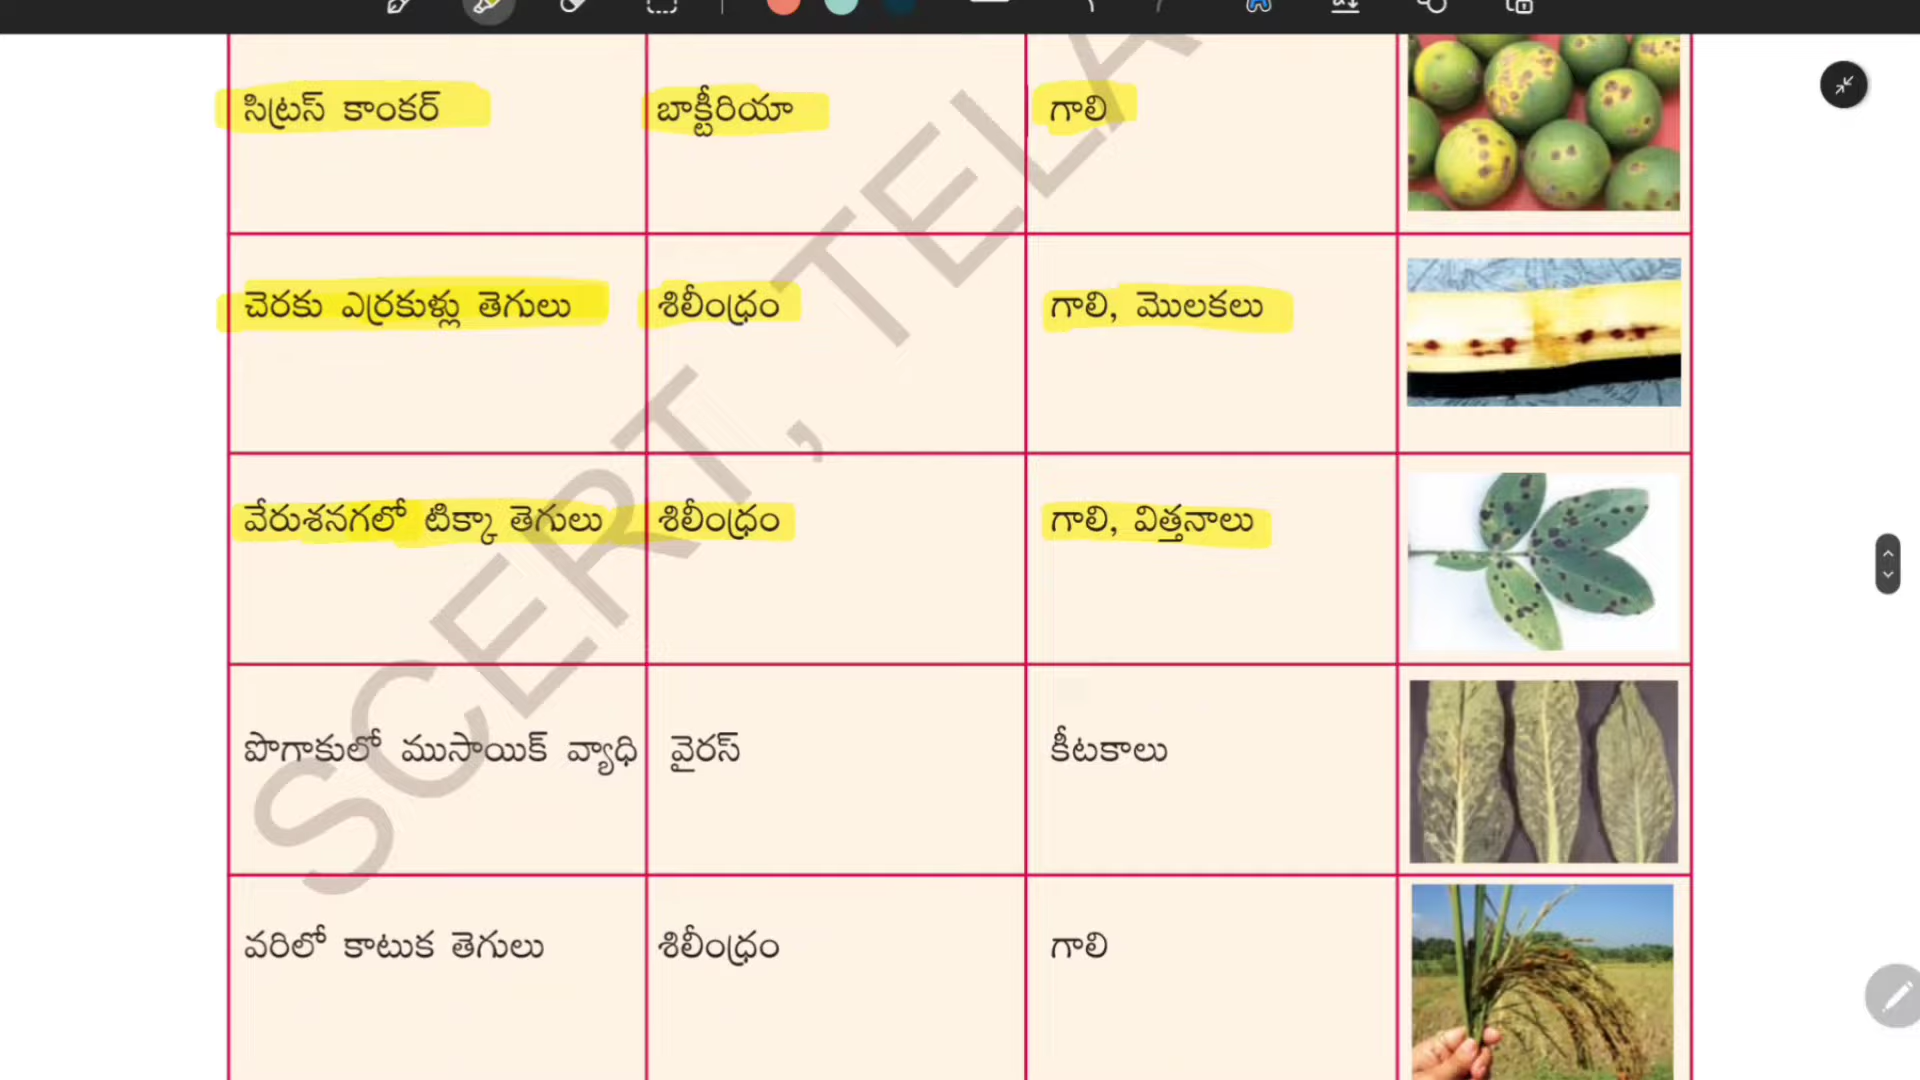 సిట్రస్ కాంకర్ బాక్టీరియా గాలి
చెరకు ఎర్రకుళ్లు తెగులు శిలీంధ్రం గాలి, మొలకలు
వేరుశనగలో టిక్కా తెగులు శిలీంధ్రం గాలి, విత్తనాలు
పొగాకులో ముసాయిక్ వ్యాధి వైరస్ కీటకాలు
వరిలో కాటుక తెగులు శిలీంధ్రం గాలి
SCERT, TELA